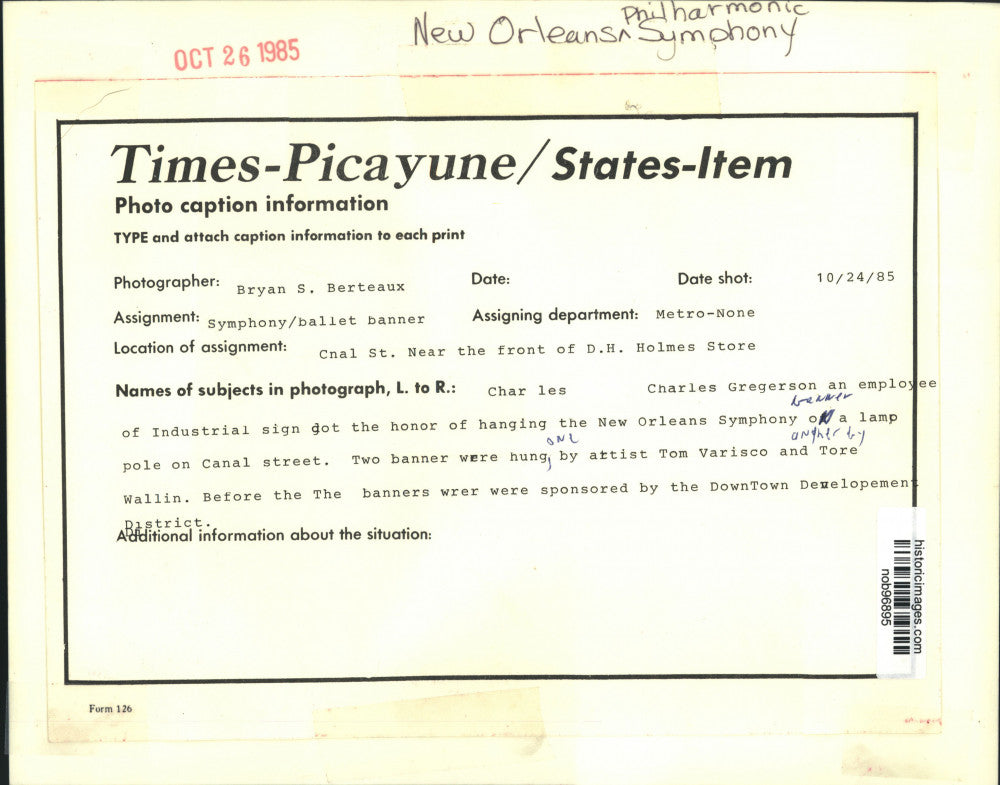 Philharmonic
New Orleans^ Symphony
OCT 26 1985
Times-Picayune/States-Item
Photo caption information
TYPE and attach caption information to each print
Photographer: Bryan S. Berteaux Date: Date shot: 10/24/85
Assignment: Symphony/ballet banner Assigning department: Metro-None
Location of assignment: Cnal St. Near the front of D.H. Holmes Store
Names of subjects in photograph, L. to R.: Char les Charles Gregerson an employee
banner
of Industrial sign got the honor of hanging the New Orleans Symphony on a lamp
one another by
pole on Canal street. Two banner were hung, by artist Tom Varisco and Tore
Wallin. Before the The banners wrer were sponsored by the DownTown Devlopement
District.
Additional information about the situation:
historicimages.com
nob96895
Form 126